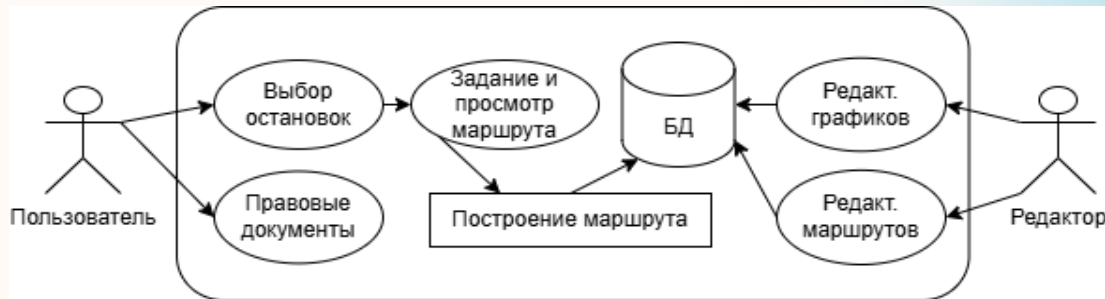 Выбор
остановок
Задание и
просмотр
маршрута
БД
Редакт.
графиков
Пользователь
Правовые
документы
Построение маршрута
Редакт.
маршрутов
Редактор